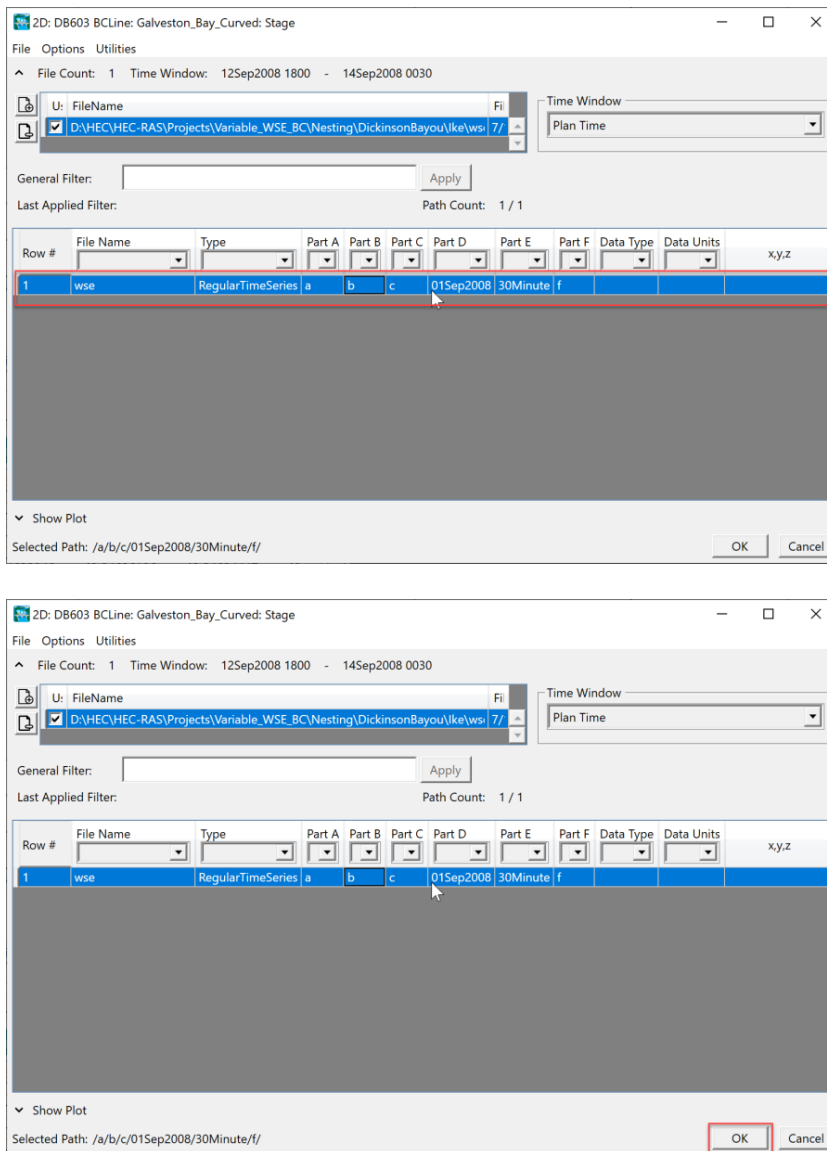 2D: DB603 BCLine: Galveston_Bay_Curved: Stage
File Options Utilities
File Count: 1 Time Window: 12Sep2008 1800 - 14Sep2008 0030
U: FileName Fil
Time Window
D:\HEC\HEC-RAS\Projects\Variable_WSE_BC\Nesting\DickinsonBayou\Ike\ws 7/
Plan Time
General Filter: Apply
Last Applied Filter: Path Count: 1 / 1
Row # File Name Type Part A Part B Part C Part D Part E Part F Data Type Data Units x,y,z
1 wse RegularTimeSeries a b c 01Sep2008 30Minute f
Show Plot
Selected Path: /a/b/c/01Sep2008/30Minute/f/ OK Cancel
2D: DB603 BCLine: Galveston_Bay_Curved: Stage
File Options Utilities
File Count: 1 Time Window: 12Sep2008 1800 - 14Sep2008 0030
U: FileName Fil
Time Window
D:\HEC\HEC-RAS\Projects\Variable_WSE_BC\Nesting\DickinsonBayou\Ike\ws 7/
Plan Time
General Filter: Apply
Last Applied Filter: Path Count: 1 / 1
Row # File Name Type Part A Part B Part C Part D Part E Part F Data Type Data Units x,y,z
1 wse RegularTimeSeries a b c 01Sep2008 30Minute f
Show Plot
Selected Path: /a/b/c/01Sep2008/30Minute/f/ OK Cancel